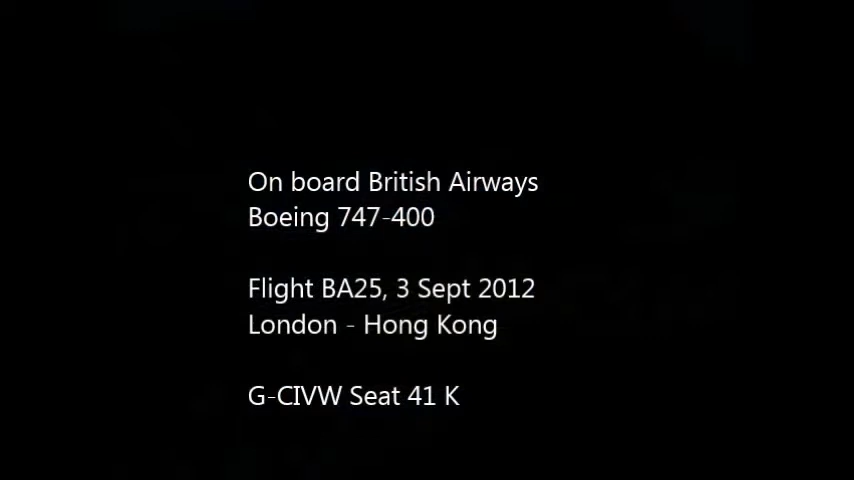 On board British Airways
Boeing 747-400
Flight BA25, 3 Sept 2012
London - Hong Kong
G-CIVW Seat 41 K